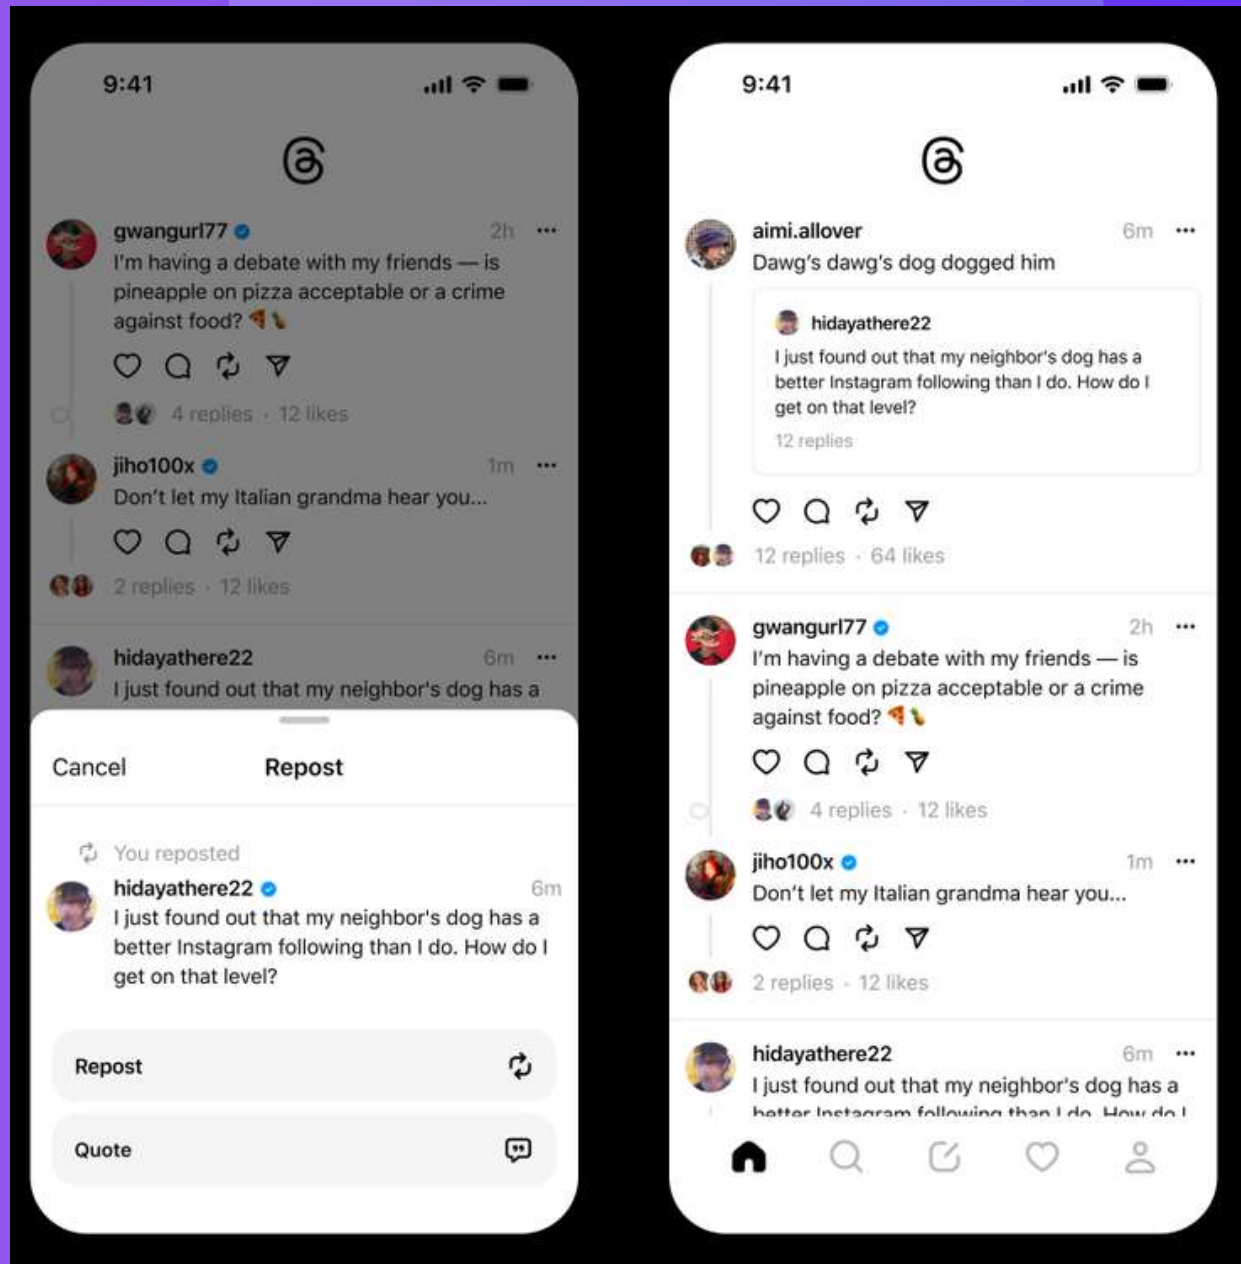 9:41
gwangurl77 2h
I'm having a debate with my friends — is
pineapple on pizza acceptable or a crime
against food? 🍕🍍
4 replies · 12 likes
jiho100x 1m
Don't let my Italian grandma hear you...
2 replies · 12 likes
hidayathere22 6m
I just found out that my neighbor's dog has a
Cancel Repost
You reposted
hidayathere22 6m
I just found out that my neighbor's dog has a
better Instagram following than I do. How do I
get on that level?
Repost
Quote
9:41
aimi.allover 6m
Dawg's dawg's dog dogged him
hidayathere22
I just found out that my neighbor's dog has a
better Instagram following than I do. How do I
get on that level?
12 replies
12 replies · 64 likes
gwangurl77 2h
I'm having a debate with my friends — is
pineapple on pizza acceptable or a crime
against food? 🍕🍍
4 replies · 12 likes
jiho100x 1m
Don't let my Italian grandma hear you...
2 replies · 12 likes
hidayathere22 6m
I just found out that my neighbor's dog has a
better Instagram following than I do. How do I